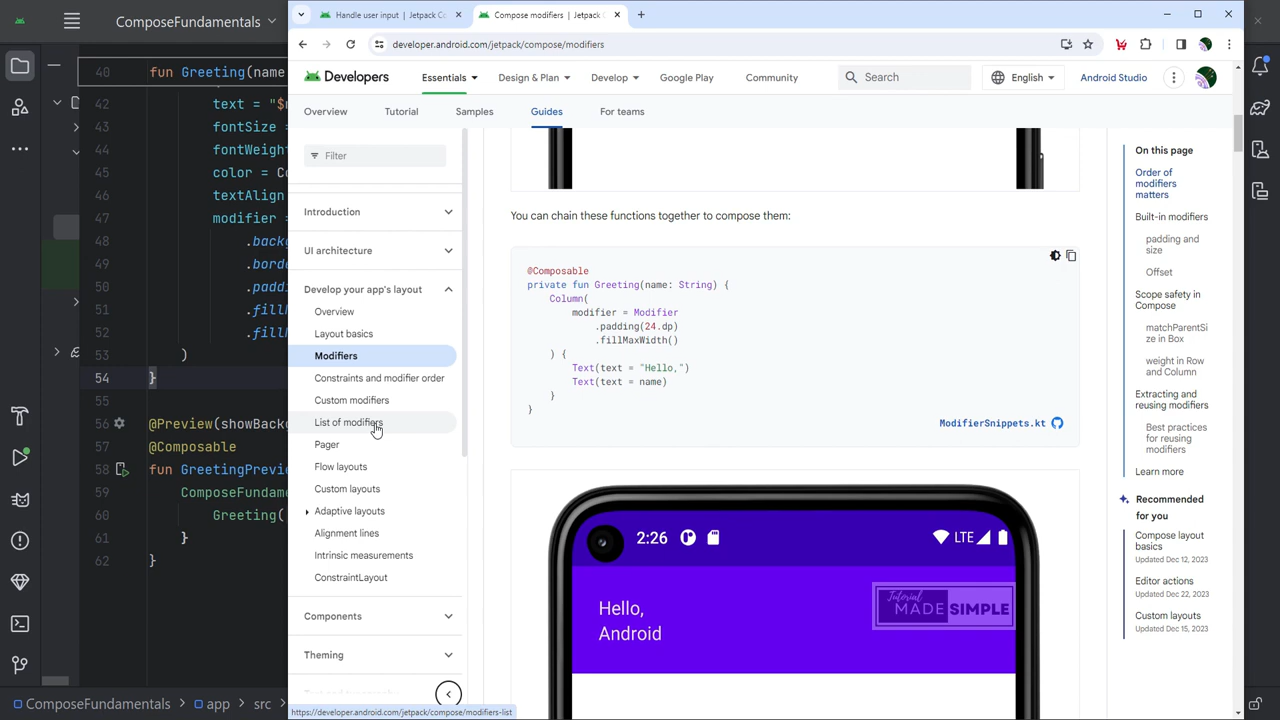 ComposeFundamentals
Handle user input | Jetpack Co
Compose modifiers | Jetpack
developer.android.com/jetpack/compose/modifiers
Developers
Essentials
Design & Plan
Develop
Google Play
Community
Search
English
Android Studio
Overview
Tutorial
Samples
Guides
For teams
Filter
Introduction
UI architecture
Develop your app's layout
Overview
Layout basics
Modifiers
Constraints and modifier order
Custom modifiers
List of modifiers
Pager
Flow layouts
Custom layouts
Adaptive layouts
Alignment lines
Intrinsic measurements
ConstraintLayout
Components
Theming
https://developer.android.com/jetpack/compose/modifiers-list
40 fun Greeting(name
42 text = "$
43 fontSize =
44 fontWeight
45 color = Co
46 textAlign
47 modifier =
48 .backg
49 .borde
50 .paddi
51 .fill
52 .fill
53 )
54 }
56 @Preview(showBackg
57 @Composable
58 fun GreetingPrevie
59 ComposeFundame
60 Greeting(
61 }
62 }
ComposeFundamentals > app > src
You can chain these functions together to compose them:
@Composable
private fun Greeting(name: String) {
Column(
modifier = Modifier
.padding(24.dp)
.fillMaxWidth()
) {
Text(text = "Hello,")
Text(text = name)
}
}
ModifierSnippets.kt
2:26
LTE
Hello,
Android
Tutorial
MADE SIMPLE
On this page
Order of
modifiers
matters
Built-in modifiers
padding and
size
Offset
Scope safety in
Compose
matchParentSi
ze in Box
weight in Row
and Column
Extracting and
reusing modifiers
Best practices
for reusing
modifiers
Learn more
Recommended
for you
Compose layout
basics
Updated Dec 12, 2023
Editor actions
Updated Dec 22, 2023
Custom layouts
Updated Dec 15, 2023